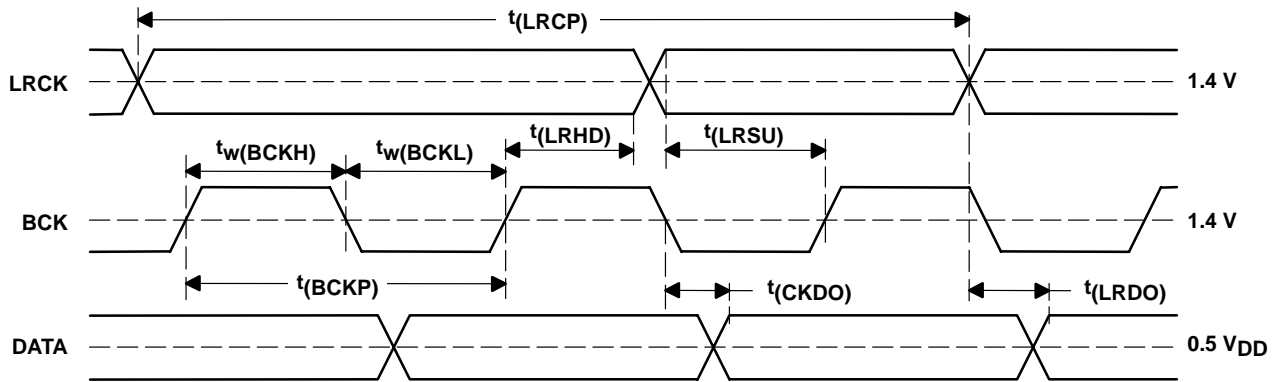 t(LRCP)
LRCK
1.4 V
t(LRHD)
t(LRSU)
tw(BCKH)
tw(BCKL)
BCK
1.4 V
t(BCKP)
t(CKDO)
t(LRDO)
DATA
0.5 VDD